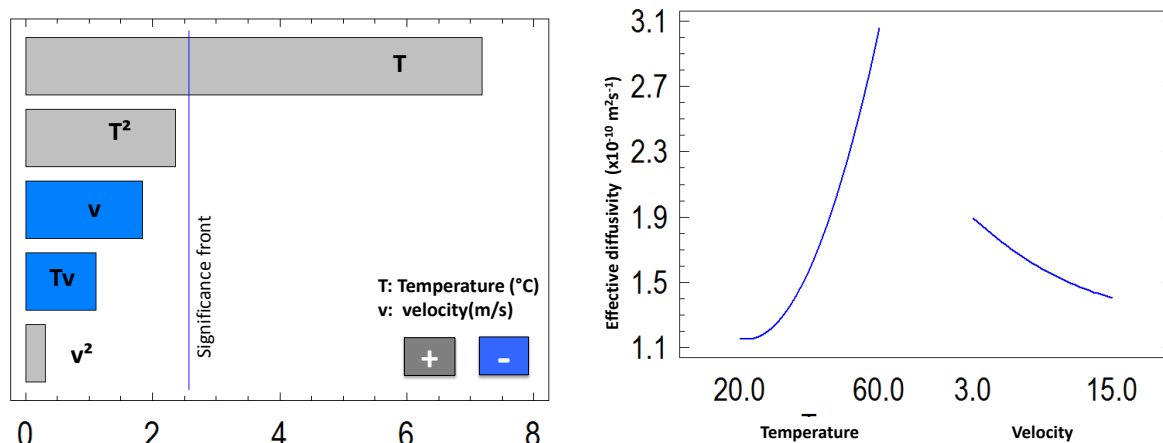 T
T²
v
Tv
v²
Significance front
T: Temperature (°C)
v: velocity(m/s)
+
-
0 2 4 6 8
Effective diffusivity (x10⁻¹⁰ m²s⁻¹)
3.1
2.7
2.3
1.9
1.5
1.1
20.0 60.0 3.0 15.0
Temperature Velocity